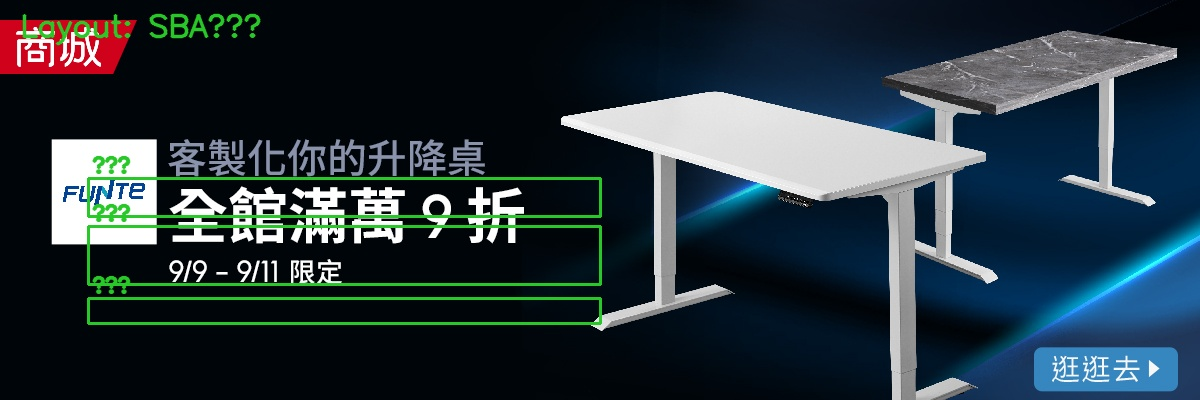 Layout: SBA???
商城
???
客製化你的升降桌
FUNTE
???
全館滿萬 9 折
???
9/9 – 9/11 限定
逛逛去